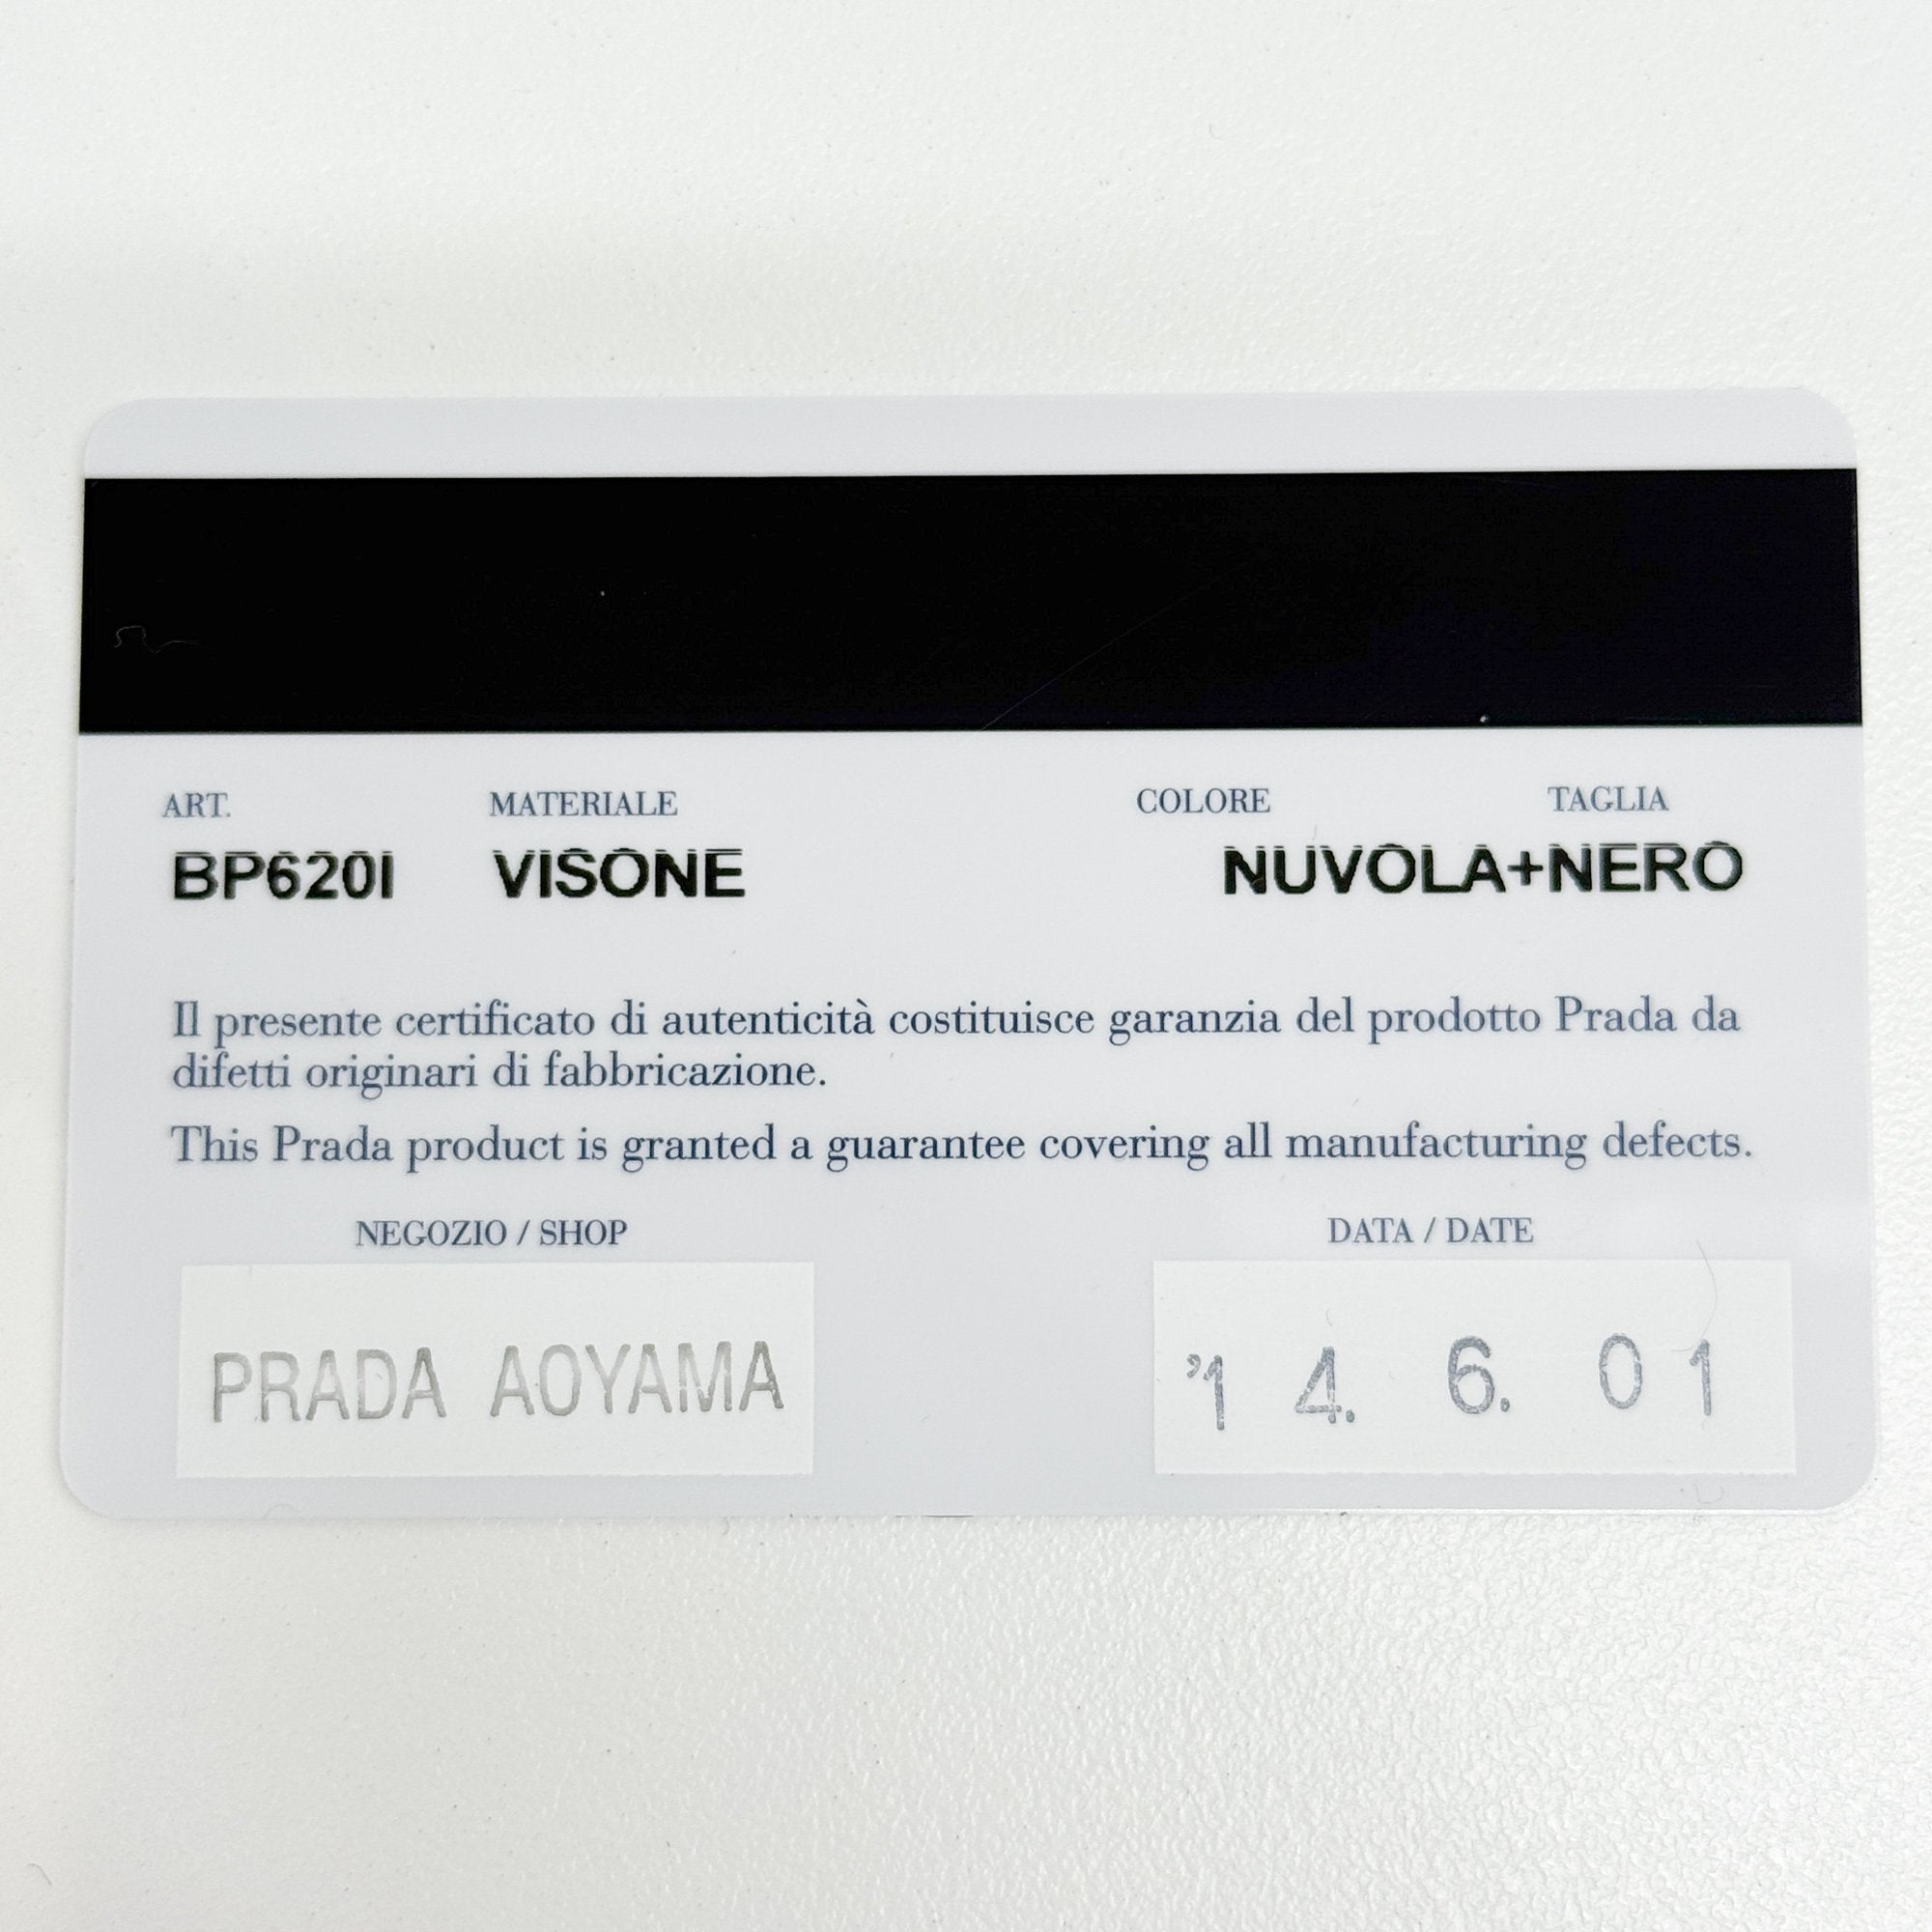 ART. MATERIALE COLORE TAGLIA
BP620I VISONE NUVOLA+NERO
Il presente certificato di autenticità costituisce garanzia del prodotto Prada da
difetti originari di fabbricazione.
This Prada product is granted a guarantee covering all manufacturing defects.
NEGOZIO / SHOP DATA / DATE
PRADA AOYAMA '14. 6. 01